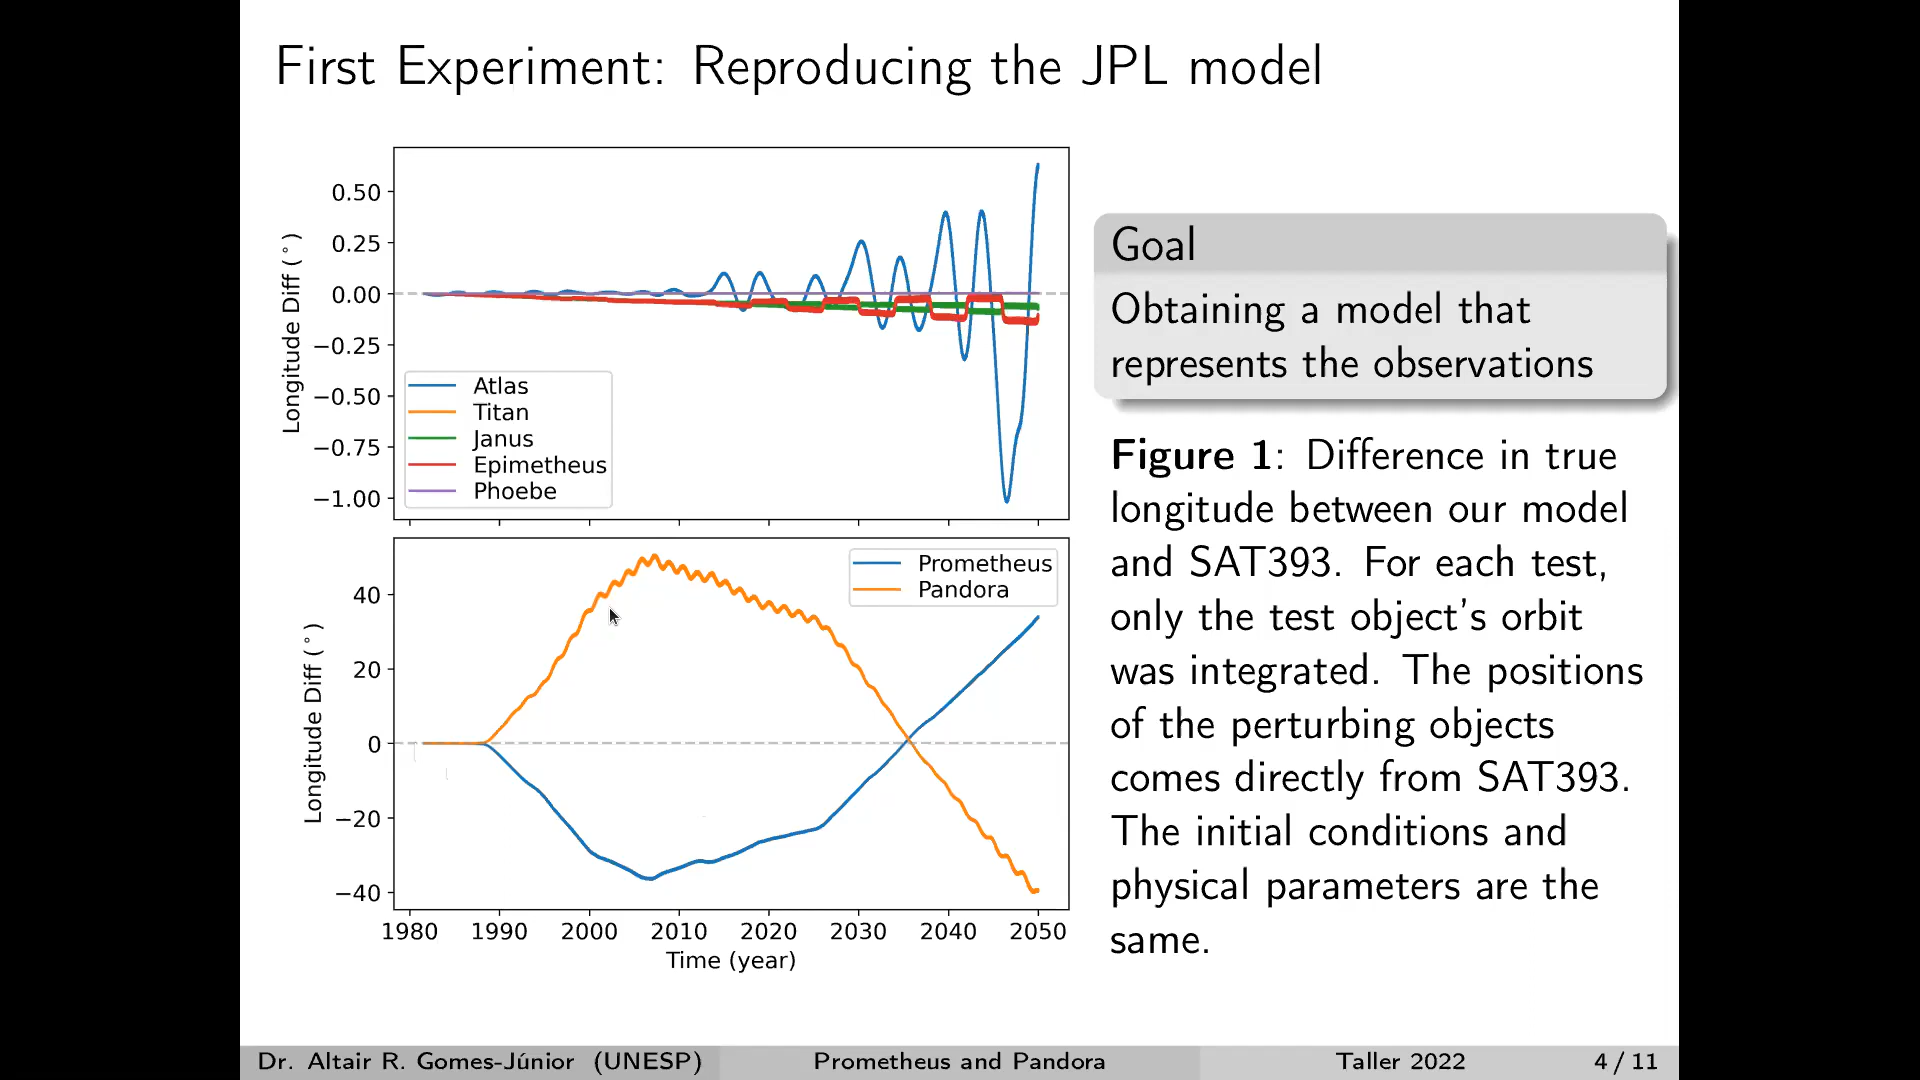 First Experiment: Reproducing the JPL model
0.50
0.25
0.00
−0.25
−0.50
−0.75
−1.00
Longitude Diff (°)
Atlas
Titan
Janus
Epimetheus
Phoebe
40
20
0
−20
−40
Longitude Diff (°)
Prometheus
Pandora
1980 1990 2000 2010 2020 2030 2040 2050
Time (year)
Goal
Obtaining a model that
represents the observations
Figure 1: Difference in true
longitude between our model
and SAT393. For each test,
only the test object's orbit
was integrated. The positions
of the perturbing objects
comes directly from SAT393.
The initial conditions and
physical parameters are the
same.
Dr. Altair R. Gomes-Júnior (UNESP) Prometheus and Pandora Taller 2022 4 / 11